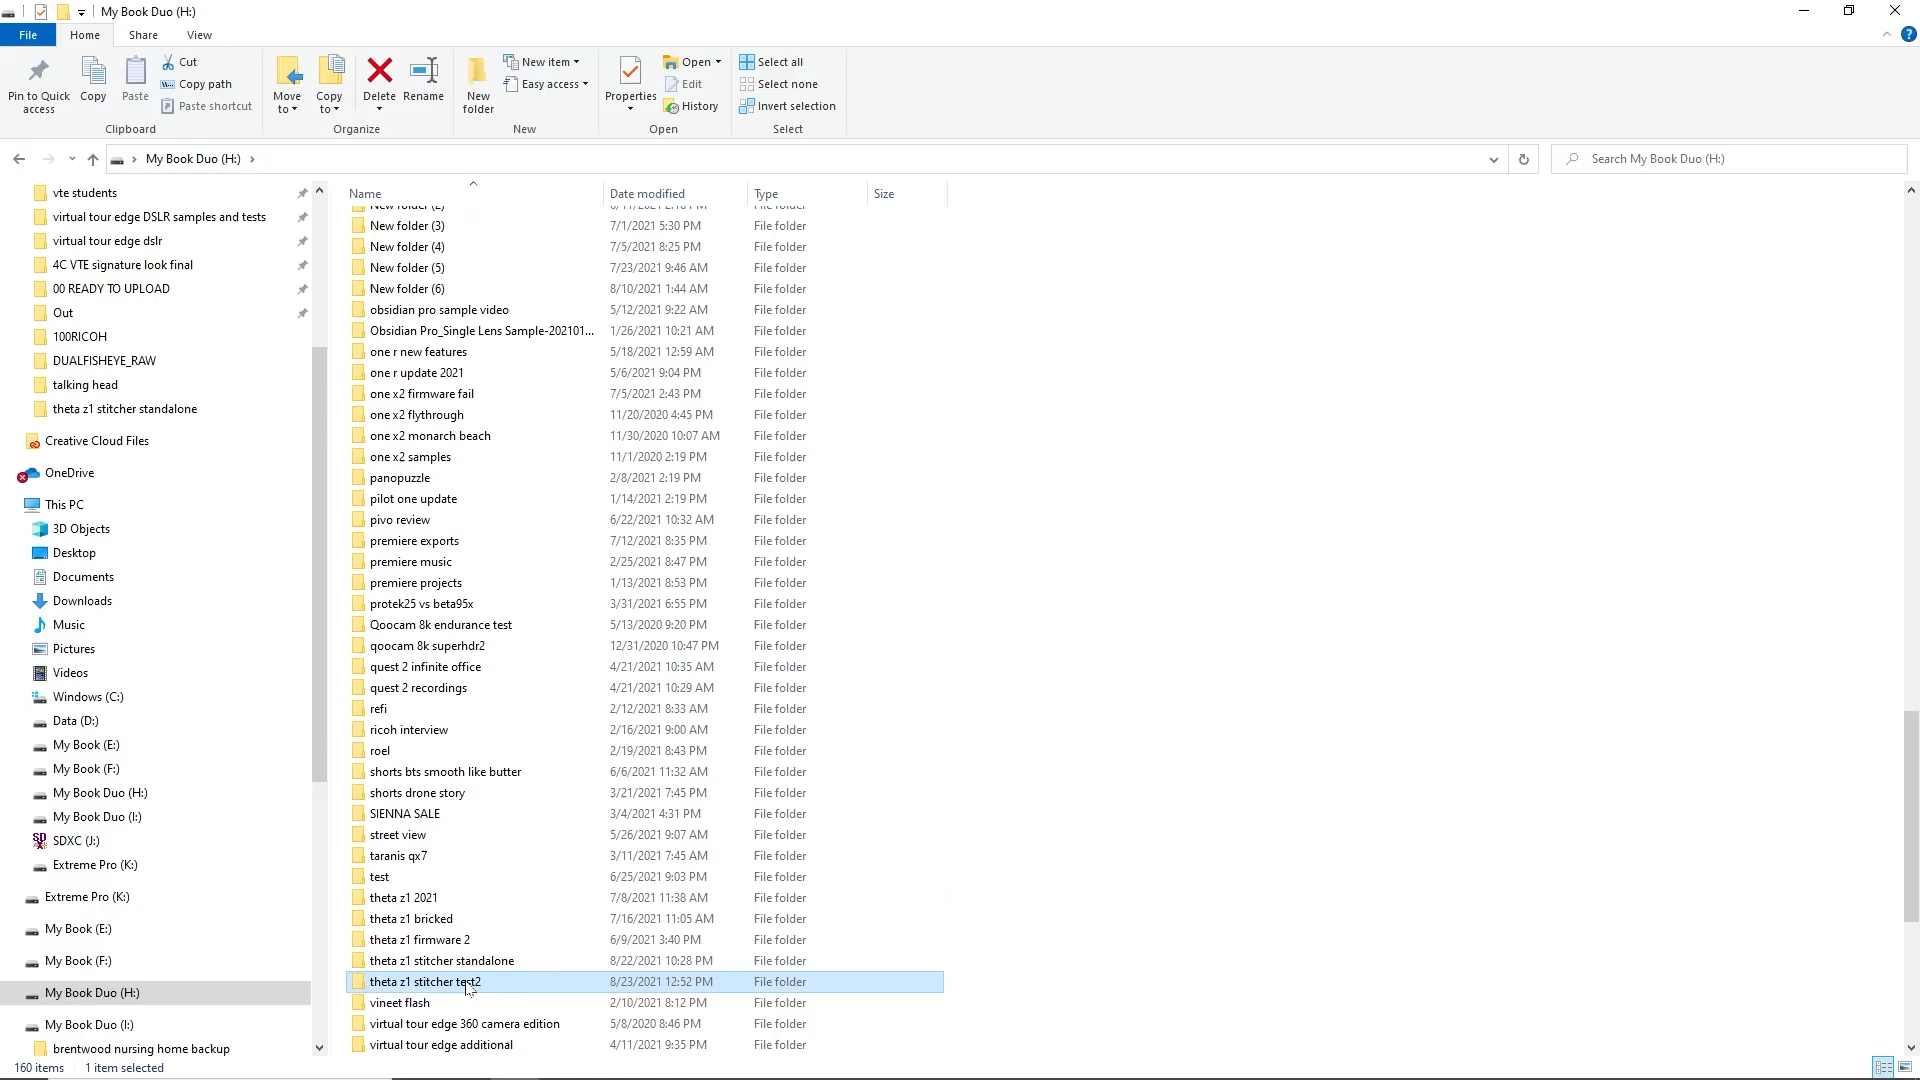 My Book Duo (H:)
File Home Share View
Pin to Quick access
Copy
Paste
Cut
Copy path
Paste shortcut
Clipboard
Move to
Copy to
Delete
Rename
Organize
New folder
New item
Easy access
New
Properties
Open
Edit
History
Open
Select all
Select none
Invert selection
Select
My Book Duo (H:)
Search My Book Duo (H:)
vte students
virtual tour edge DSLR samples and tests
virtual tour edge dslr
4C VTE signature look final
00 READY TO UPLOAD
Out
100RICOH
DUALFISHEYE_RAW
talking head
theta z1 stitcher standalone
Creative Cloud Files
OneDrive
This PC
3D Objects
Desktop
Documents
Downloads
Music
Pictures
Videos
Windows (C:)
Data (D:)
My Book (E:)
My Book (F:)
My Book Duo (H:)
My Book Duo (I:)
SDXC (J:)
Extreme Pro (K:)
Extreme Pro (K:)
My Book (E:)
My Book (F:)
My Book Duo (H:)
My Book Duo (I:)
brentwood nursing home backup
Name Date modified Type Size
New folder (3) 7/1/2021 5:30 PM File folder
New folder (4) 7/5/2021 8:25 PM File folder
New folder (5) 7/23/2021 9:46 AM File folder
New folder (6) 8/10/2021 1:44 AM File folder
obsidian pro sample video 5/12/2021 9:22 AM File folder
Obsidian Pro_Single Lens Sample-202101... 1/26/2021 10:21 AM File folder
one r new features 5/18/2021 12:59 AM File folder
one r update 2021 5/6/2021 9:04 PM File folder
one x2 firmware fail 7/5/2021 2:43 PM File folder
one x2 flythrough 11/20/2020 4:45 PM File folder
one x2 monarch beach 11/30/2020 10:07 AM File folder
one x2 samples 11/1/2020 2:19 PM File folder
panopuzzle 2/8/2021 2:19 PM File folder
pilot one update 1/14/2021 2:19 PM File folder
pivo review 6/22/2021 10:32 AM File folder
premiere exports 7/12/2021 8:35 PM File folder
premiere music 2/25/2021 8:47 PM File folder
premiere projects 1/13/2021 8:53 PM File folder
protek25 vs beta95x 3/31/2021 6:55 PM File folder
Qoocam 8k endurance test 5/13/2020 9:20 PM File folder
qoocam 8k superhdr2 12/31/2020 10:47 PM File folder
quest 2 infinite office 4/21/2021 10:35 AM File folder
quest 2 recordings 4/21/2021 10:29 AM File folder
refi 2/12/2021 8:33 AM File folder
ricoh interview 2/16/2021 9:00 AM File folder
roel 2/19/2021 8:43 PM File folder
shorts bts smooth like butter 6/6/2021 11:32 AM File folder
shorts drone story 3/21/2021 7:45 PM File folder
SIENNA SALE 3/4/2021 4:31 PM File folder
street view 5/26/2021 9:07 AM File folder
taranis qx7 3/11/2021 7:45 AM File folder
test 6/25/2021 9:03 PM File folder
theta z1 2021 7/8/2021 11:38 AM File folder
theta z1 bricked 7/16/2021 11:05 AM File folder
theta z1 firmware 2 6/9/2021 3:40 PM File folder
theta z1 stitcher standalone 8/22/2021 10:28 PM File folder
theta z1 stitcher test2 8/23/2021 12:52 PM File folder
vineet flash 2/10/2021 8:12 PM File folder
virtual tour edge 360 camera edition 5/8/2020 8:46 PM File folder
virtual tour edge additional 4/11/2021 9:35 PM File folder
160 items 1 item selected